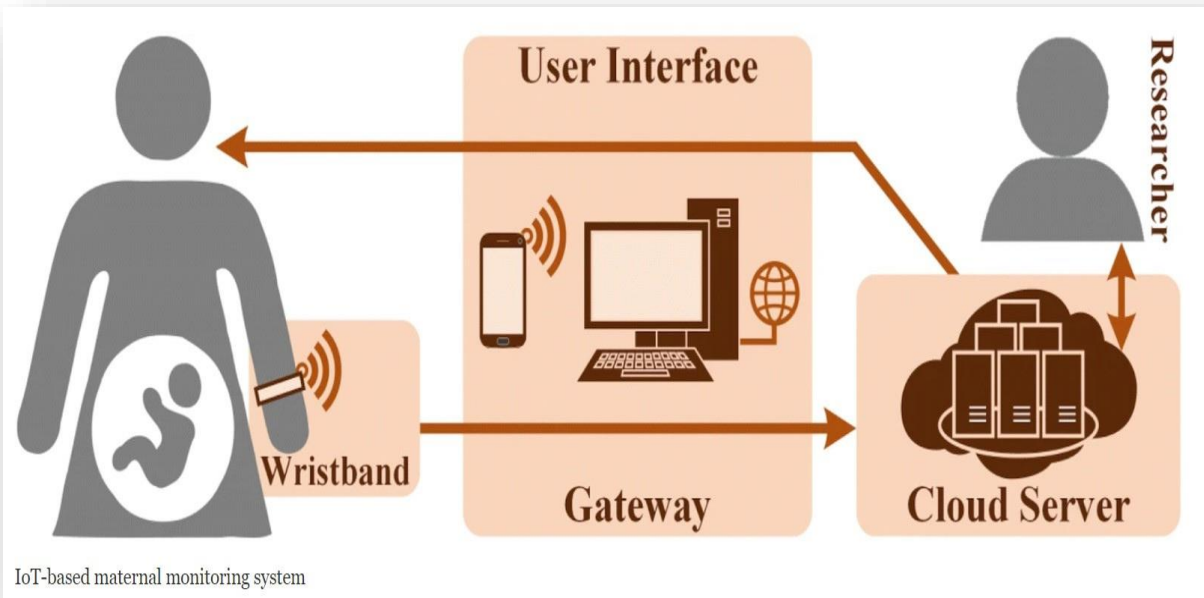 User Interface
Researcher
Wristband
Gateway
Cloud Server
IoT-based maternal monitoring system